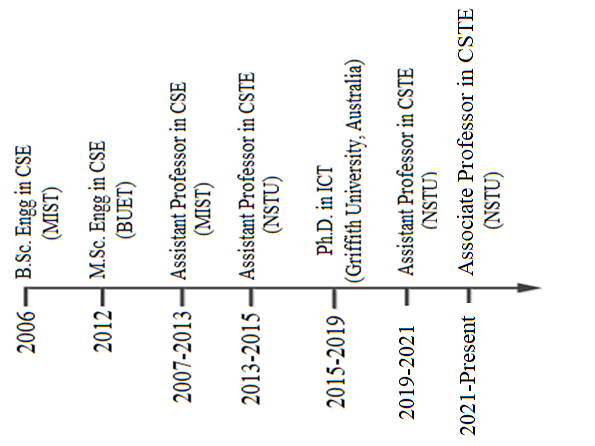 2006
B.Sc. Engg in CSE
(MIST)
2012
M.Sc. Engg in CSE
(BUET)
2007-2013
Assistant Professor in CSE
(MIST)
2013-2015
Assistant Professor in CSTE
(NSTU)
2015-2019
Ph.D. in ICT
(Griffith University, Australia)
2019-2021
Assistant Professor in CSTE
(NSTU)
2021-Present
Associate Professor in CSTE
(NSTU)